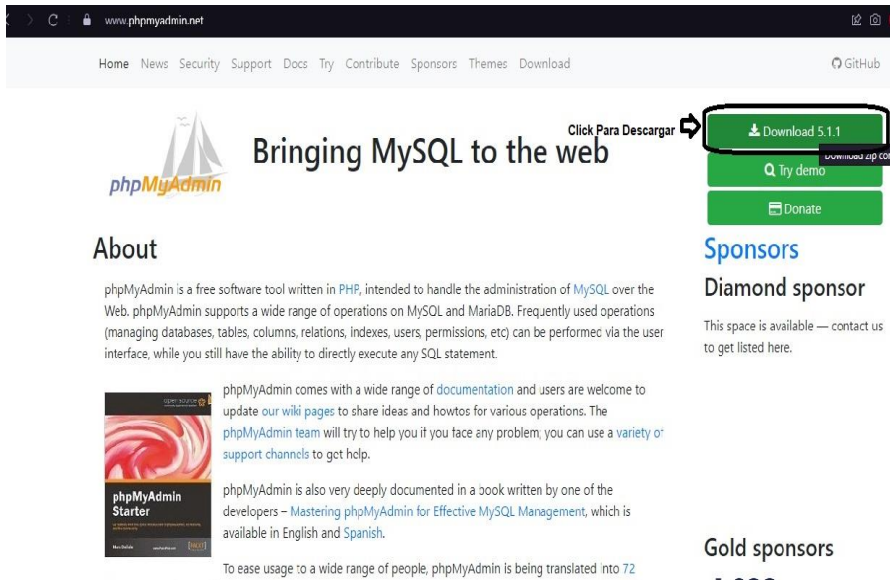 www.phpmyadmin.net
Home News Security Support Docs Try Contribute Sponsors Themes Download GitHub
phpMyAdmin
Bringing MySQL to the web
Click Para Descargar
Download 5.1.1
Download zip
Try demo
Donate
About
phpMyAdmin is a free software tool written in PHP, intended to handle the administration of MySQL over the
Web. phpMyAdmin supports a wide range of operations on MySQL and MariaDB. Frequently used operations
(managing databases, tables, columns, relations, indexes, users, permissions, etc) can be performed via the user
interface, while you still have the ability to directly execute any SQL statement.
open source
phpMyAdmin
Starter
phpMyAdmin comes with a wide range of documentation and users are welcome to
update our wiki pages to share ideas and howtos for various operations. The
phpMyAdmin team will try to help you if you face any problem; you can use a variety of
support channels to get help.
phpMyAdmin is also very deeply documented in a book written by one of the
developers – Mastering phpMyAdmin for Effective MySQL Management, which is
available in English and Spanish.
To ease usage to a wide range of people, phpMyAdmin is being translated into 72
Sponsors
Diamond sponsor
This space is available — contact us
to get listed here.
Gold sponsors